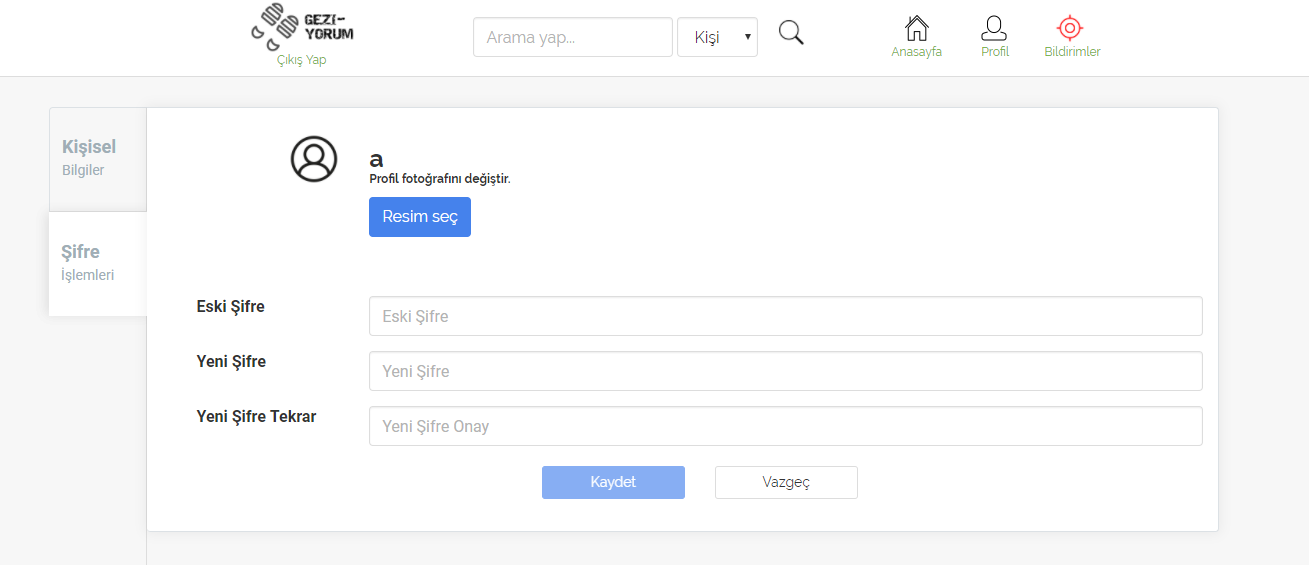 GEZİ-
YORUM
Çıkış Yap
Arama yap...
Kişi
Anasayfa
Profil
Bildirimler
Kişisel
Bilgiler
Şifre
İşlemleri
a
Profil fotoğrafını değiştir.
Resim seç
Eski Şifre
Eski Şifre
Yeni Şifre
Yeni Şifre
Yeni Şifre Tekrar
Yeni Şifre Onay
Kaydet
Vazgeç